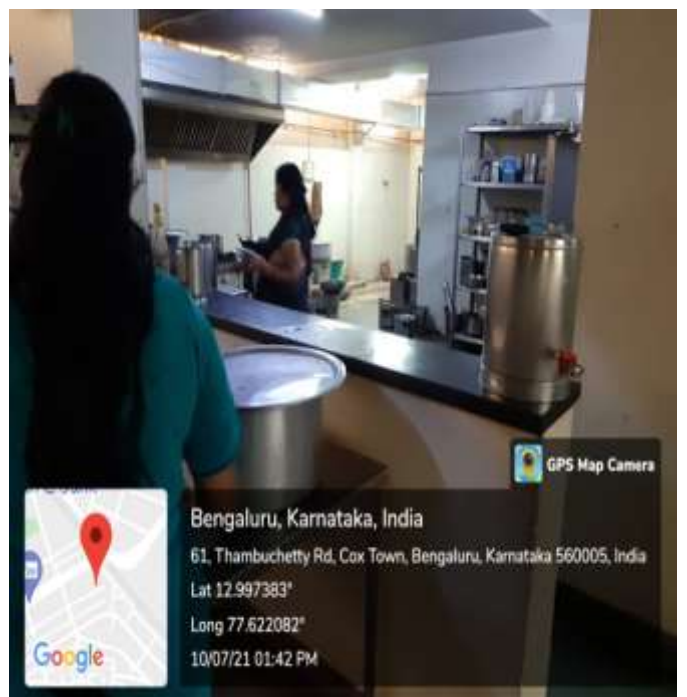 GPS Map Camera
Bengaluru, Karnataka, India
61, Thambuchetty Rd, Cox Town, Bengaluru, Karnataka 560005, India
Lat 12.997383°
Long 77.622082°
10/07/21 01:42 PM
Google